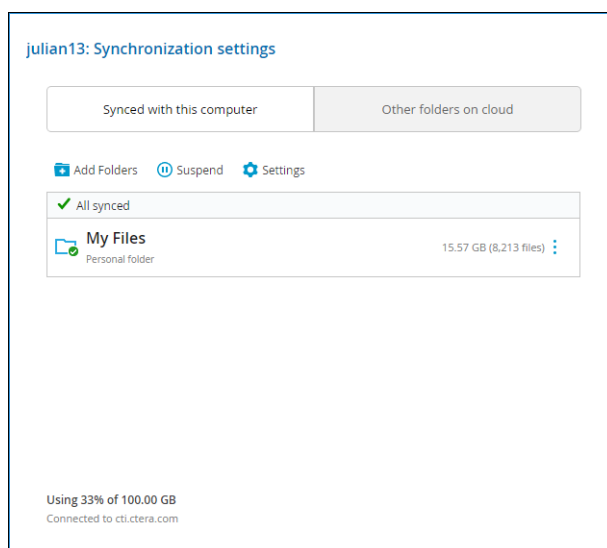 julian13: Synchronization settings
Synced with this computer
Other folders on cloud
Add Folders
Suspend
Settings
All synced
My Files
Personal folder
15.57 GB (8,213 files)
Using 33% of 100.00 GB
Connected to cti.ctera.com